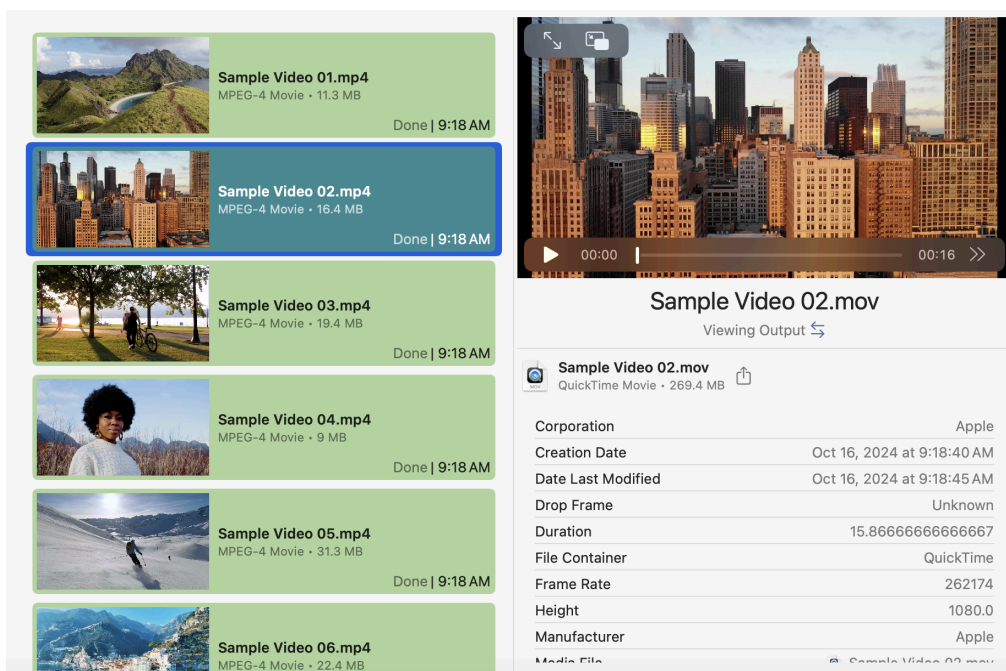 Sample Video 01.mp4
MPEG-4 Movie • 11.3 MB
Done | 9:18 AM
Sample Video 02.mp4
MPEG-4 Movie • 16.4 MB
Done | 9:18 AM
Sample Video 03.mp4
MPEG-4 Movie • 19.4 MB
Done | 9:18 AM
Sample Video 04.mp4
MPEG-4 Movie • 9 MB
Done | 9:18 AM
Sample Video 05.mp4
MPEG-4 Movie • 31.3 MB
Done | 9:18 AM
Sample Video 06.mp4
MPEG-4 Movie • 22.4 MB
00:00 00:16
Sample Video 02.mov
Viewing Output
Sample Video 02.mov
QuickTime Movie • 269.4 MB
MOV
Corporation Apple
Creation Date Oct 16, 2024 at 9:18:40 AM
Date Last Modified Oct 16, 2024 at 9:18:45 AM
Drop Frame Unknown
Duration 15.86666666666667
File Container QuickTime
Frame Rate 262174
Height 1080.0
Manufacturer Apple
Media File Sample Video 02.mov